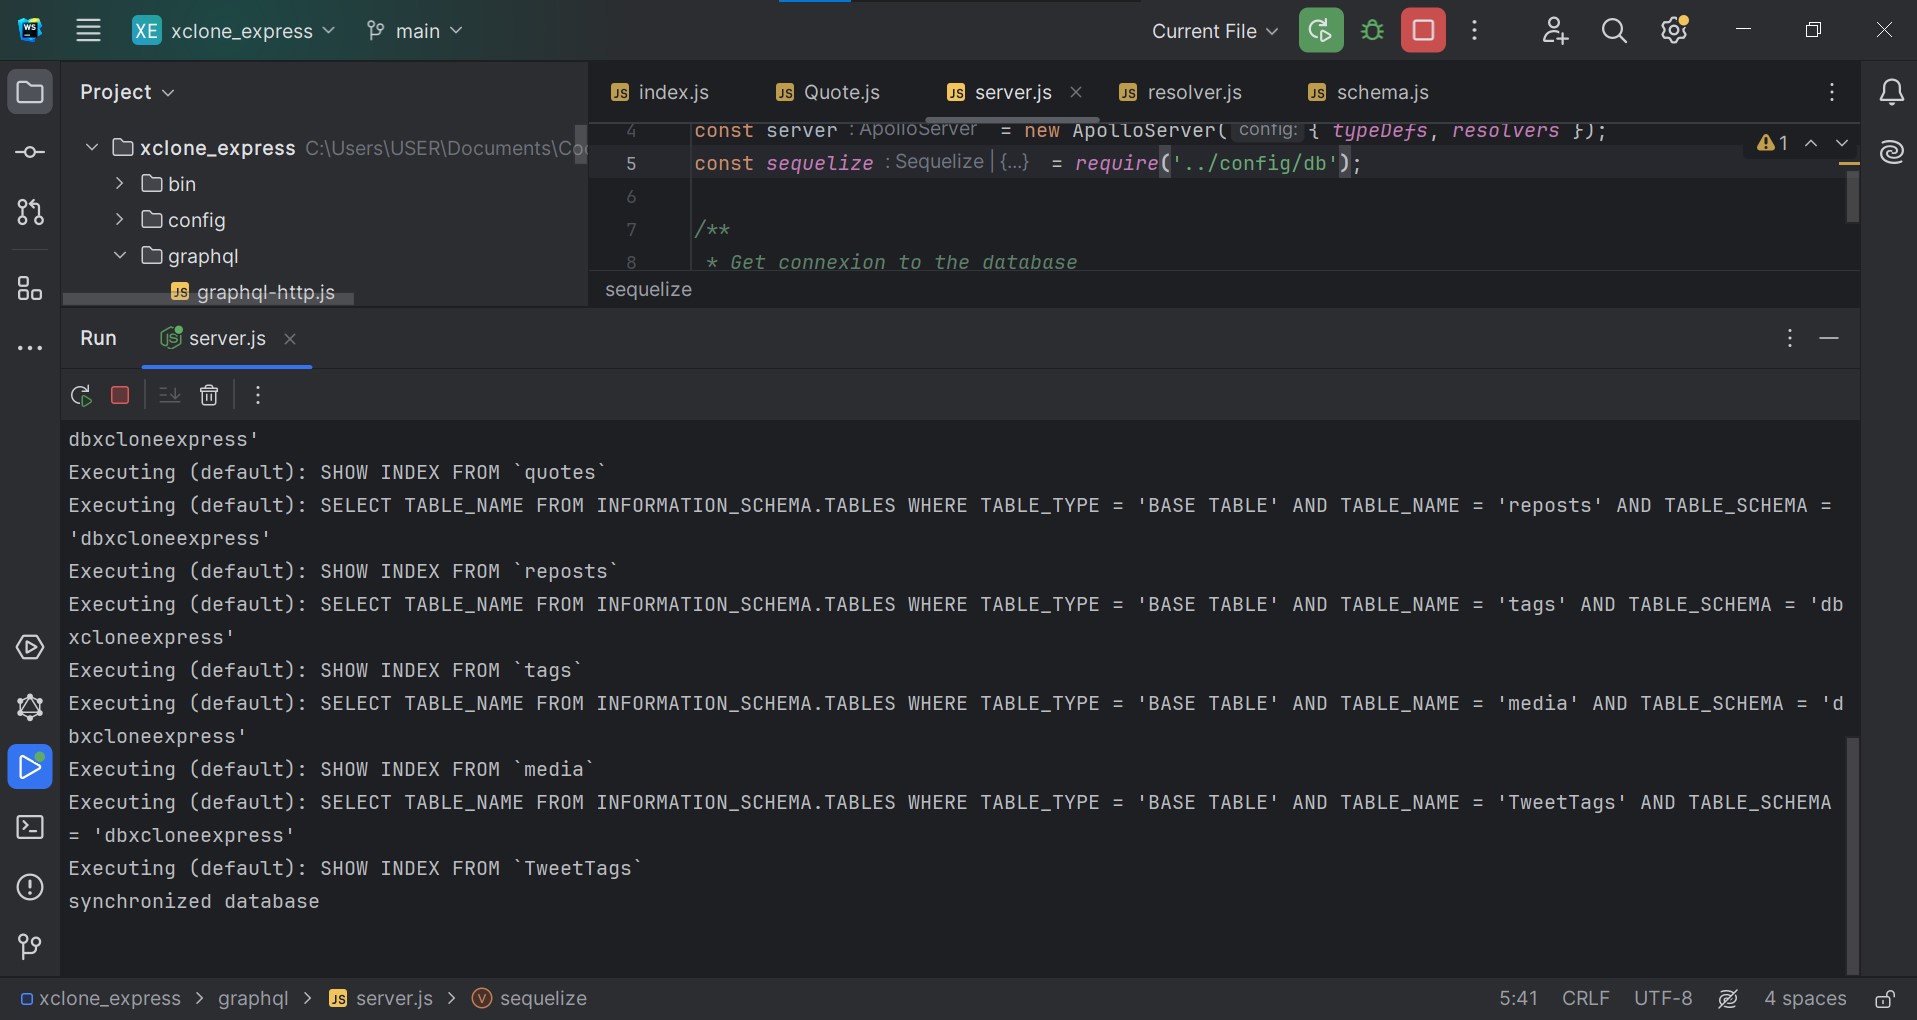 WS
XE xclone_express
main
Current File
Project
index.js
Quote.js
server.js
resolver.js
schema.js
xclone_express C:\Users\USER\Documents\Coc
bin
config
graphql
graphql-http.js
4 const server : ApolloServer = new ApolloServer( config: { typeDefs, resolvers });
5 const sequelize : Sequelize | {...} = require('../config/db');
6
7 /**
8 * Get connexion to the database
1
sequelize
Run
server.js
dbxcloneexpress'
Executing (default): SHOW INDEX FROM `quotes`
Executing (default): SELECT TABLE_NAME FROM INFORMATION_SCHEMA.TABLES WHERE TABLE_TYPE = 'BASE TABLE' AND TABLE_NAME = 'reposts' AND TABLE_SCHEMA =
'dbxcloneexpress'
Executing (default): SHOW INDEX FROM `reposts`
Executing (default): SELECT TABLE_NAME FROM INFORMATION_SCHEMA.TABLES WHERE TABLE_TYPE = 'BASE TABLE' AND TABLE_NAME = 'tags' AND TABLE_SCHEMA = 'db
xcloneexpress'
Executing (default): SHOW INDEX FROM `tags`
Executing (default): SELECT TABLE_NAME FROM INFORMATION_SCHEMA.TABLES WHERE TABLE_TYPE = 'BASE TABLE' AND TABLE_NAME = 'media' AND TABLE_SCHEMA = 'd
bxcloneexpress'
Executing (default): SHOW INDEX FROM `media`
Executing (default): SELECT TABLE_NAME FROM INFORMATION_SCHEMA.TABLES WHERE TABLE_TYPE = 'BASE TABLE' AND TABLE_NAME = 'TweetTags' AND TABLE_SCHEMA
= 'dbxcloneexpress'
Executing (default): SHOW INDEX FROM `TweetTags`
synchronized database
xclone_express > graphql > JS server.js > V sequelize
5:41 CRLF UTF-8 4 spaces